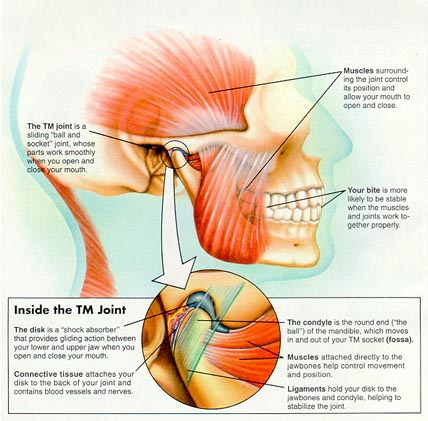 Muscles surround-
ing the joint control
its position and
allow your mouth to
open and close.
The TM joint is a
sliding "ball and
socket" joint, whose
parts work smoothly
when you open and
close your mouth.
Your bite is more
likely to be stable
when the muscles
and joints work to-
gether properly.
Inside the TM Joint
The disk is a "shock absorber"
that provides gliding action between
your lower and upper jaw when you
open and close your mouth.
Connective tissue attaches your
disk to the back of your joint and
contains blood vessels and nerves.
The condyle is the round end ("the
ball") of the mandible, which moves
in and out of your TM socket (fossa).
Muscles attached directly to the
jawbones help control movement
and position.
Ligaments hold your disk to the
jawbones and condyle, helping to
stabilize the joint.